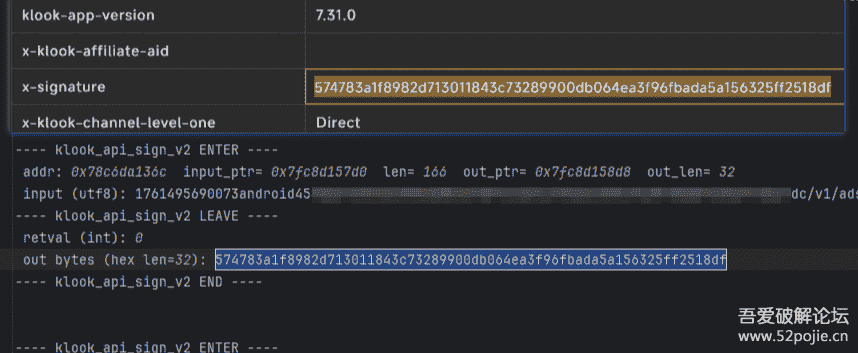 klook-app-version 7.31.0
x-klook-affiliate-aid
x-signature 574783a1f8982d713011843c73289900db064ea3f96fbada5a156325ff2518df
x-klook-channel-level-one Direct
---- klook_api_sign_v2 ENTER ----
addr: 0x78c6da136c input_ptr= 0x7fc8d157d0 len= 166 out_ptr= 0x7fc8d158d8 out_len= 32
input (utf8): 1761495690073android45 dc/v1/ads
---- klook_api_sign_v2 LEAVE ----
retval (int): 0
out bytes (hex len=32): 574783a1f8982d713011843c73289900db064ea3f96fbada5a156325ff2518df
---- klook_api_sign_v2 END ----
---- klook_api_sign_v2 ENTER ----
吾爱破解论坛
www.52pojie.cn